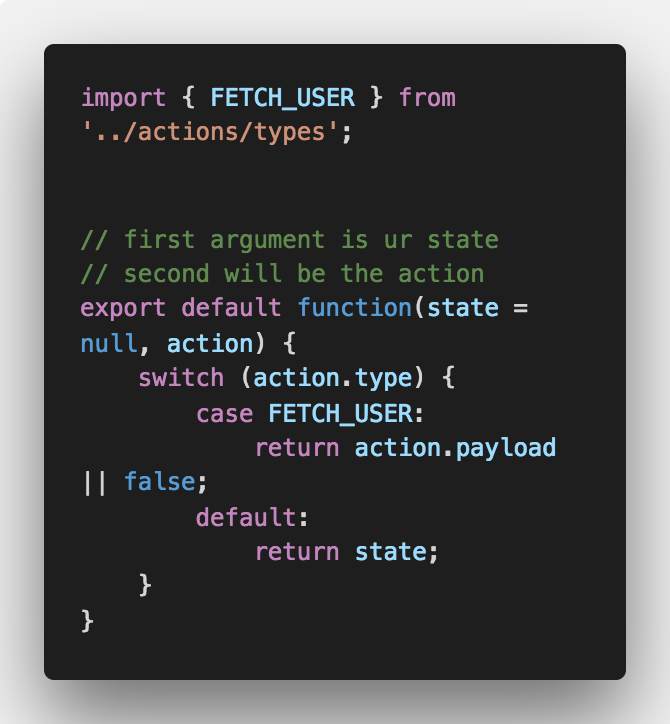 import { FETCH_USER } from
'../actions/types';
// first argument is ur state
// second will be the action
export default function(state =
null, action) {
switch (action.type) {
case FETCH_USER:
return action.payload
|| false;
default:
return state;
}
}